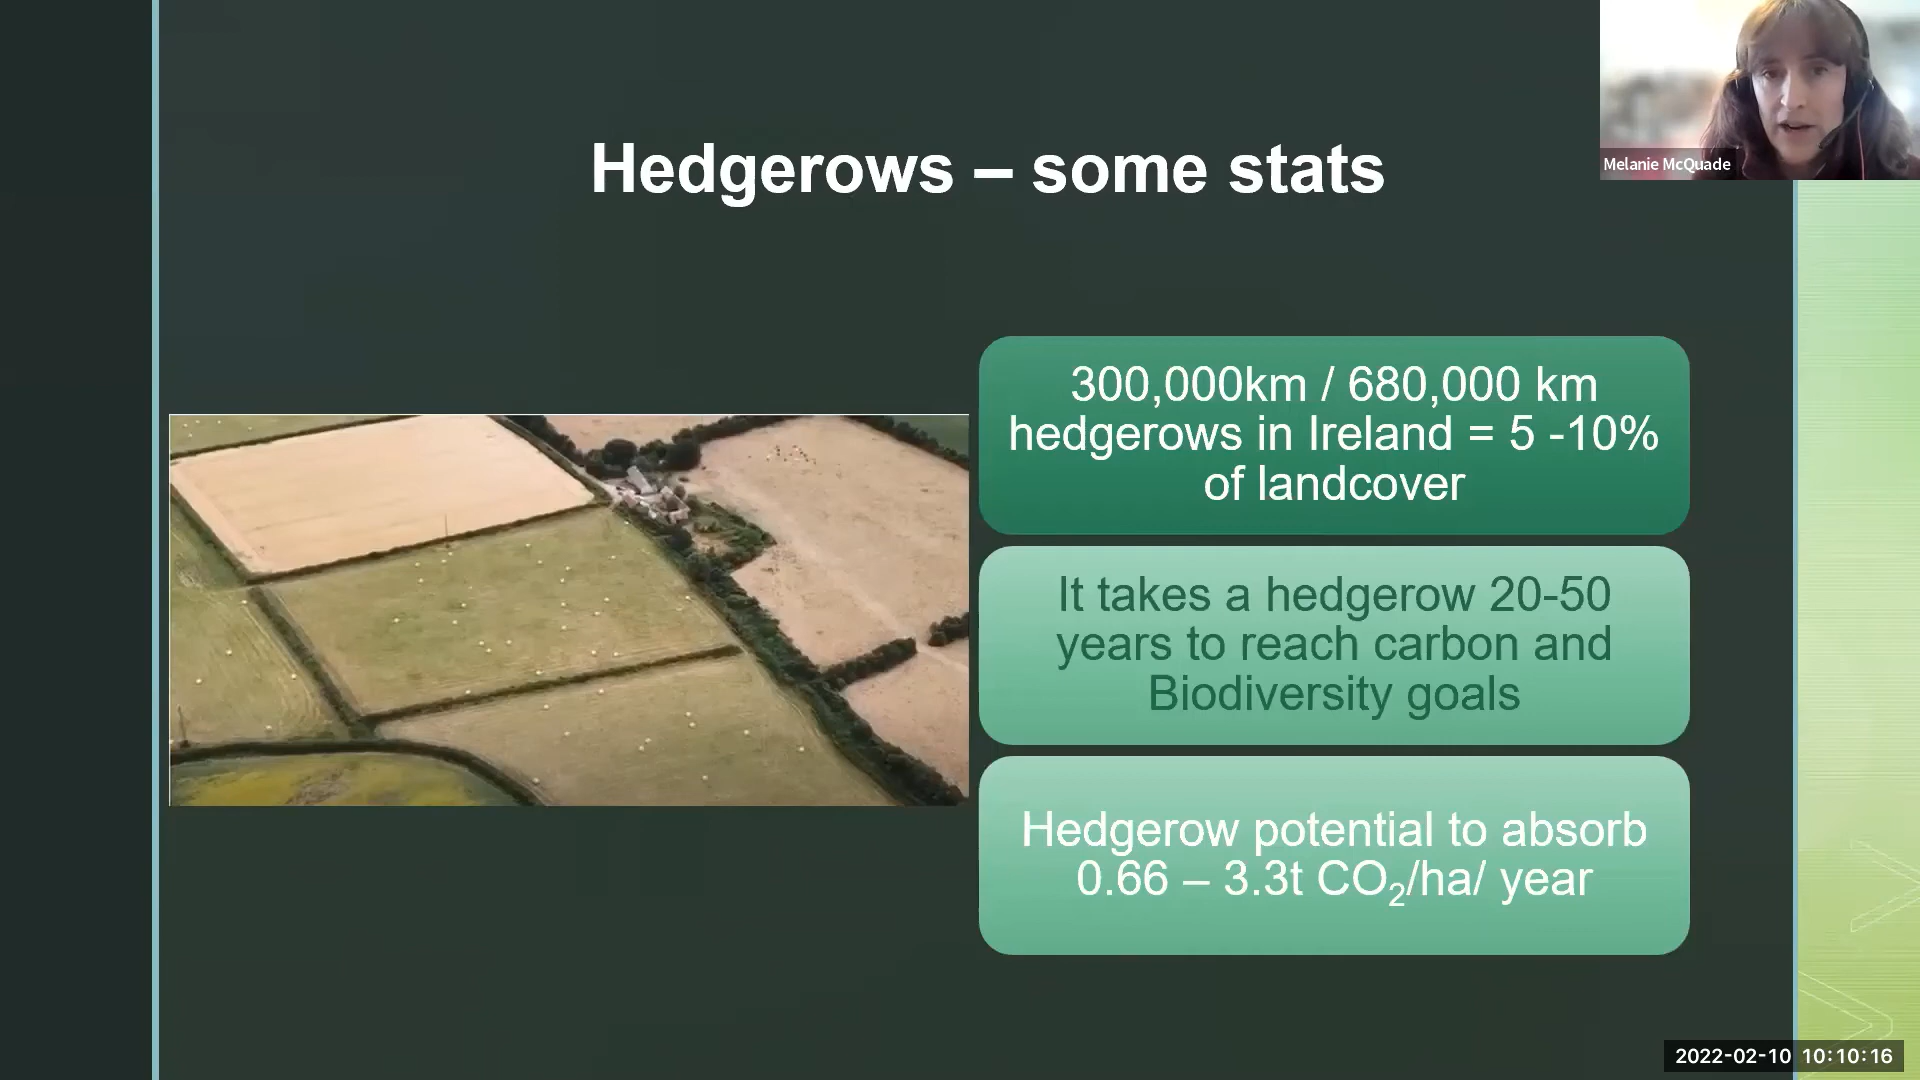 Melanie McQuade
Hedgerows – some stats
300,000km / 680,000 km
hedgerows in Ireland = 5 -10%
of landcover
It takes a hedgerow 20-50
years to reach carbon and
Biodiversity goals
Hedgerow potential to absorb
0.66 – 3.3t CO₂/ha/ year
2022-02-10 10:10:16